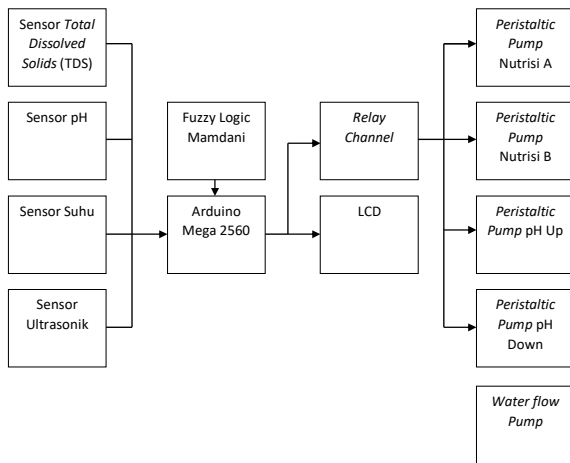 Sensor Total
Dissolved
Solids (TDS)
Sensor pH
Sensor Suhu
Sensor
Ultrasonik
Fuzzy Logic
Mamdani
Arduino
Mega 2560
Relay
Channel
LCD
Peristaltic
Pump
Nutrisi A
Peristaltic
Pump
Nutrisi B
Peristaltic
Pump pH Up
Peristaltic
Pump pH
Down
Water flow
Pump